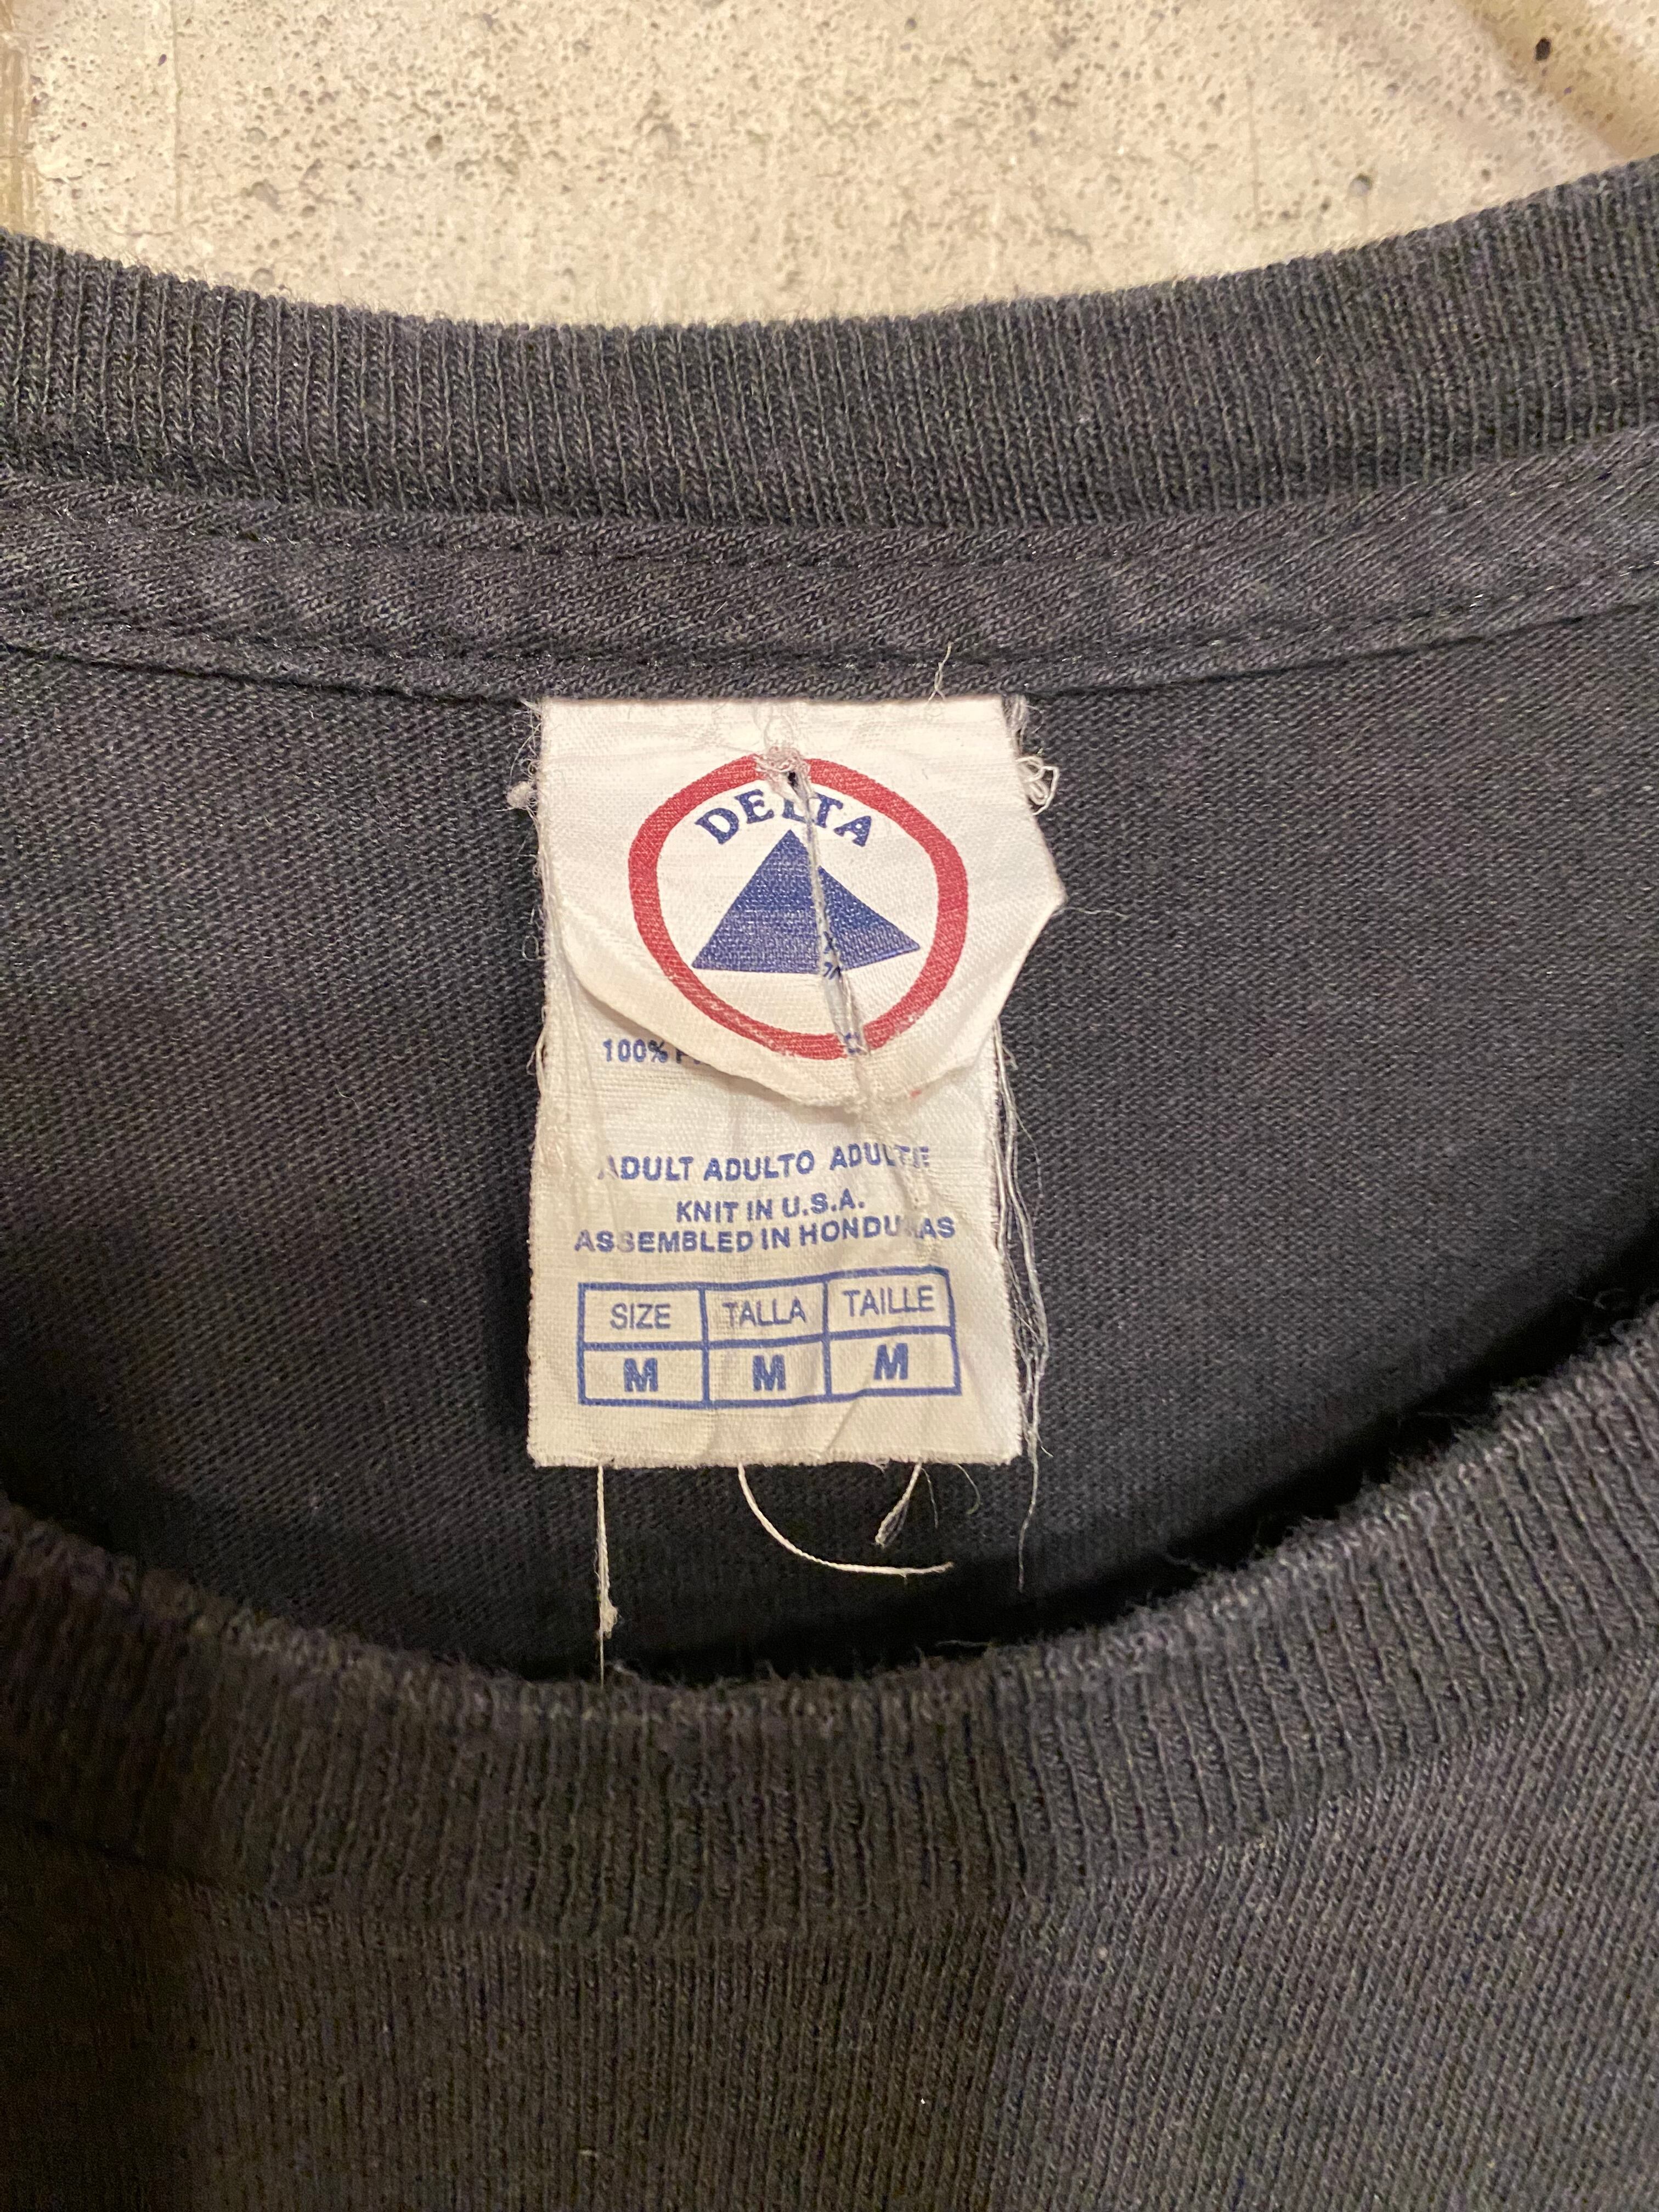 DELTA
100%
ADULT ADULTO ADULTE
KNIT IN U.S.A.
ASSEMBLED IN HONDURAS
SIZE TALLA TAILLE
M M M